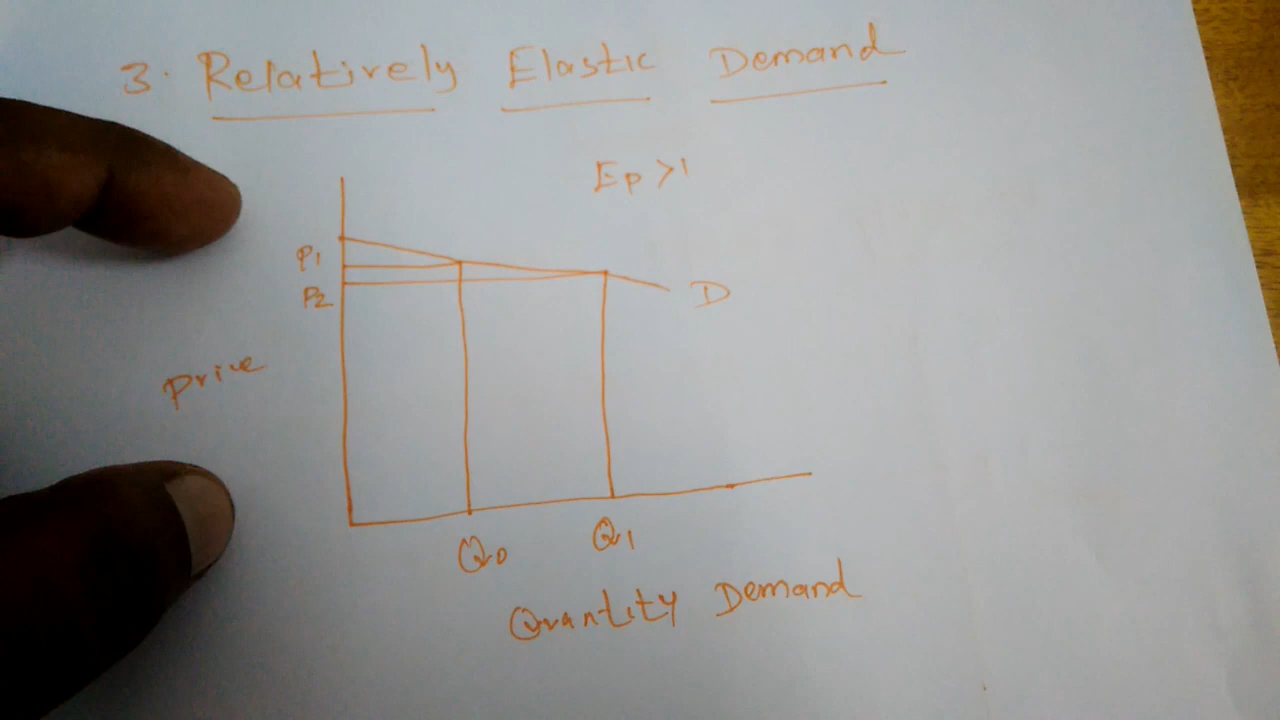 3. Relatively Elastic Demand
Ep >1
P1
P2
D
Price
Q0
Q1
Quantity Demand